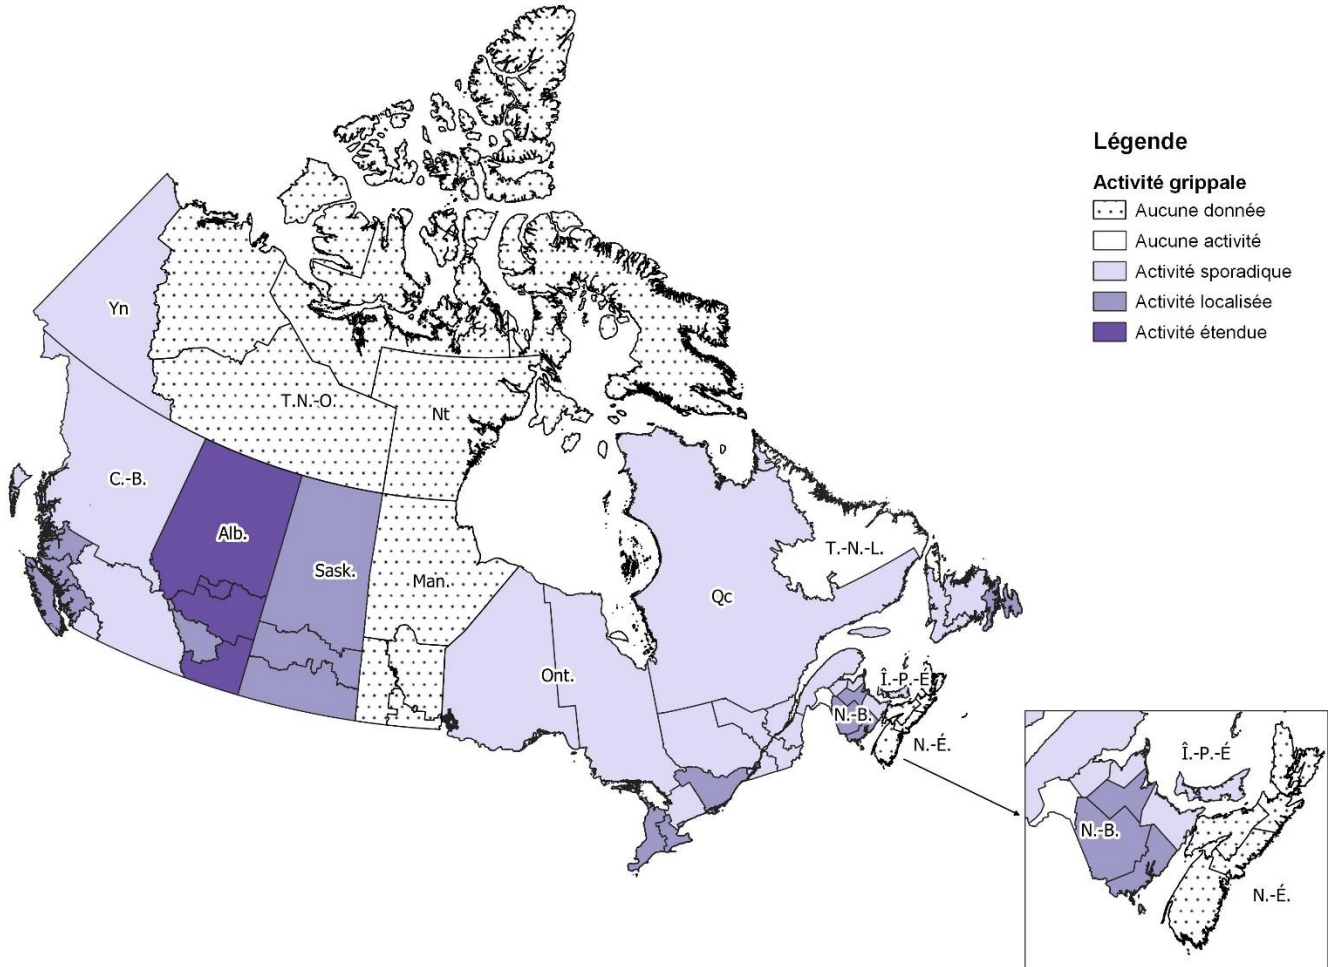 Légende
Activité grippale
Aucune donnée
Aucune activité
Activité sporadique
Activité localisée
Activité étendue
Yn
T.N.-O.
Nt
C.-B.
Alb.
Sask.
Man.
Ont.
Qc
T.-N.-L.
Î.-P.-É
N.-B.
N.-É.
Î.-P.-É
N.-B.
N.-É.